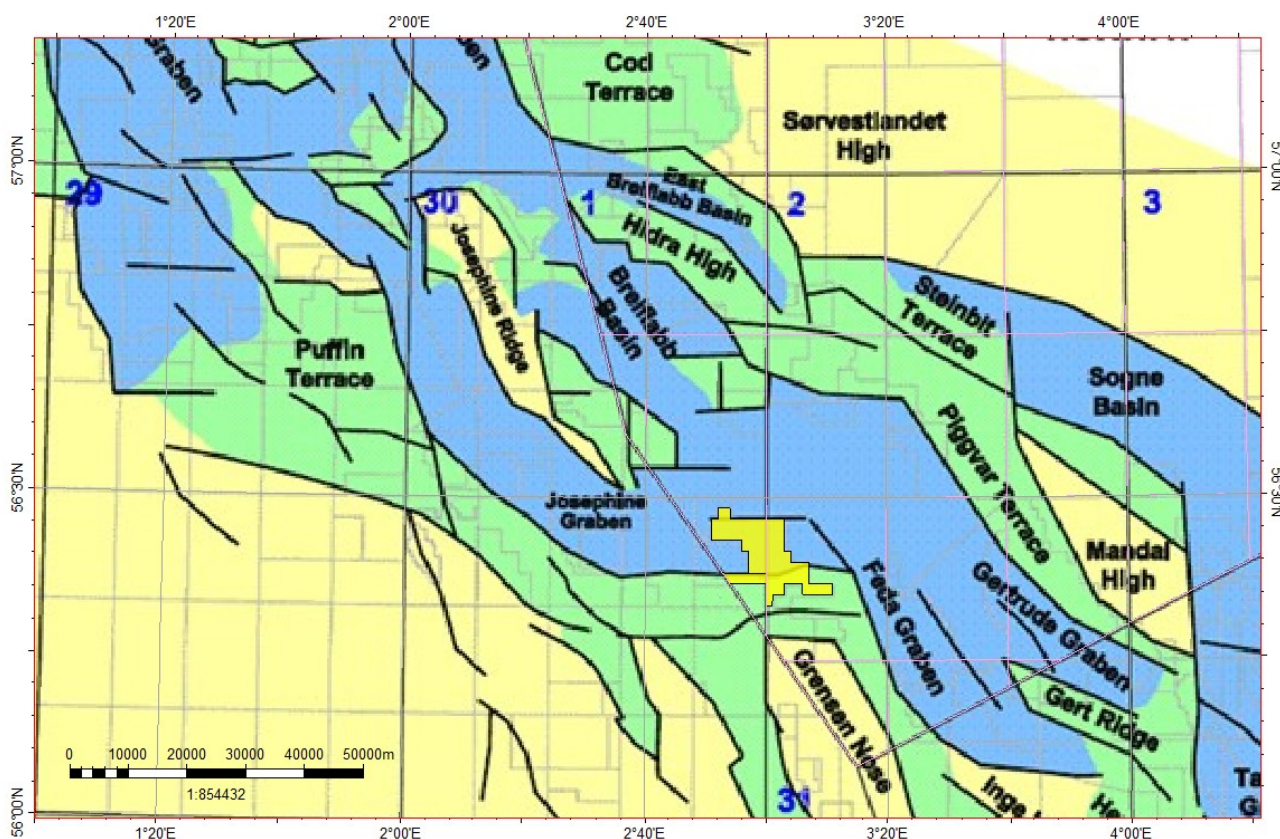 1°20'E
2°00'E
2°40'E
3°20'E
4°00'E
Graben
Cod
Terrace
Sørvestlandet
High
57°00'N
57°00'N
29
30
1
2
3
East
Breiflabb Basin
Hidra High
Josephine Ridge
Breiflabb
Basin
Steinbit
Terrace
Puffin
Terrace
Sogne
Basin
Piggvar Terrace
56°30'N
56°30'N
Josephine
Graben
Mandal
High
Feda Graben
Gertrude Graben
Grensen Nose
Gert Ridge
0 10000 20000 30000 40000 50000m
1:854432
31
Inge
He
Ta
G
56°00'N
1°20'E
2°00'E
2°40'E
3°20'E
4°00'E